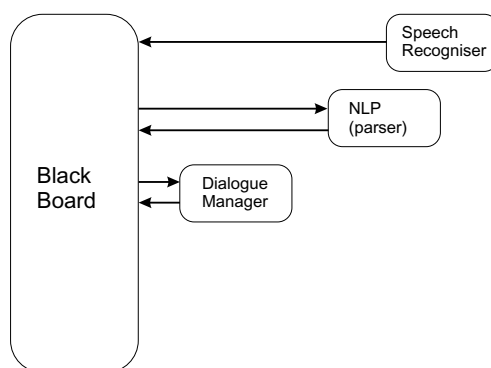 Speech
Recogniser
NLP
(parser)
Black
Board
Dialogue
Manager